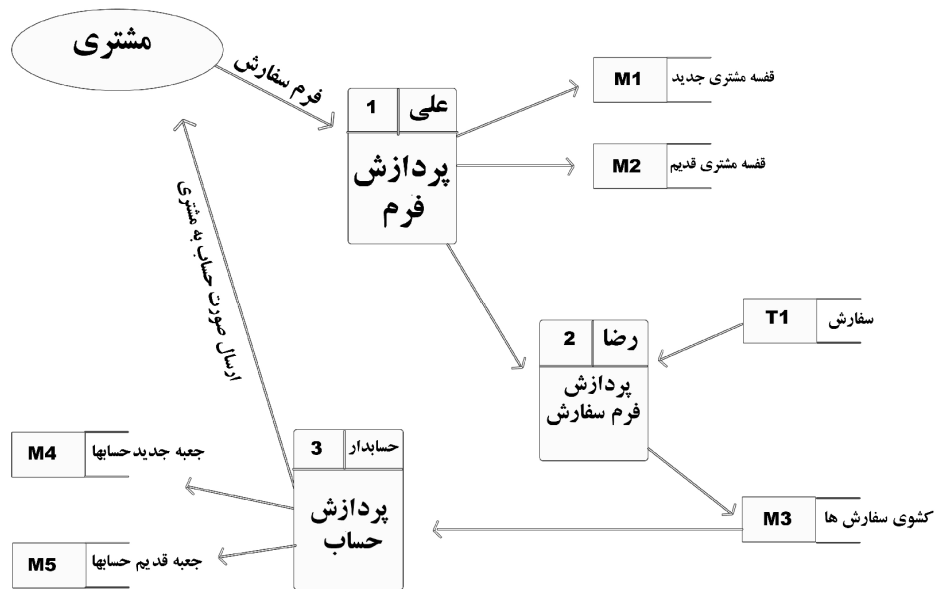 مشتری
فرم سفارش
1 علی
پردازش
فرم
M1 قفسه مشتری جدید
M2 قفسه مشتری قدیم
ارسال صورت حساب به مشتری
2 رضا
پردازش
فرم سفارش
T1 سفارش
M4 جعبه جدید حسابها
3 حسابدار
پردازش
حساب
M3 کشوی سفارش ها
M5 جعبه قدیم حسابها